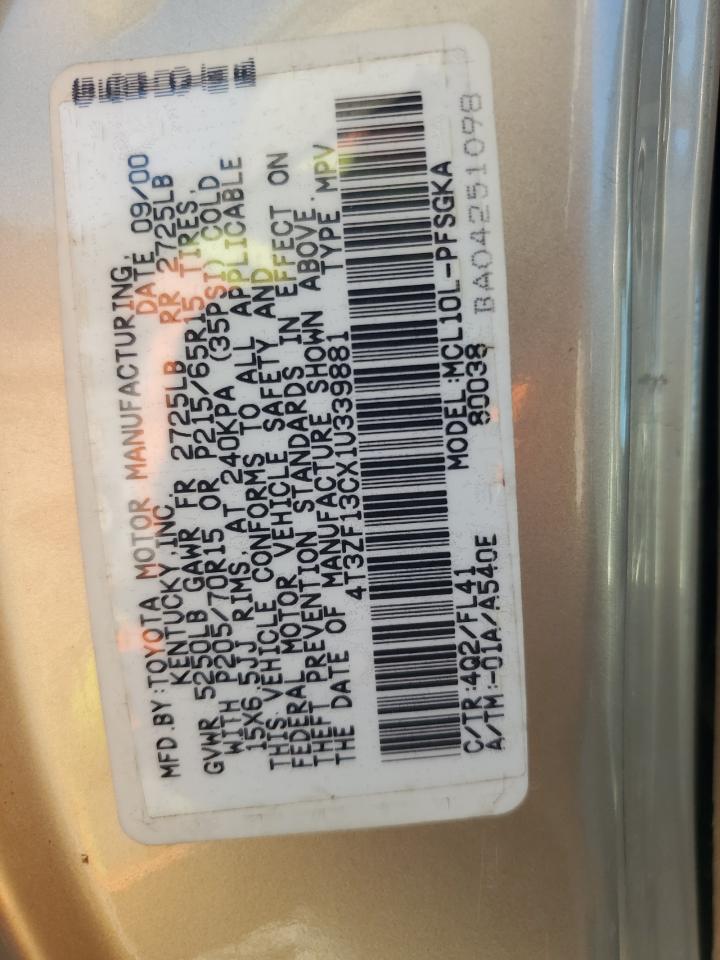 MFD.BY:TOYOTA MOTOR MANUFACTURING,
KENTUCKY,INC. DATE 09/00
GVWR 5250LB GAWR FR 2725LB RR 2725LB
WITH P205/70R15 OR P215/65R15 TIRES,
15X6.5JJ RIMS, AT 240KPA (35PSI) COLD.
THIS VEHICLE CONFORMS TO ALL APPLICABLE
FEDERAL MOTOR VEHICLE SAFETY AND
THEFT PREVENTION STANDARDS IN EFFECT ON
THE DATE OF MANUFACTURE SHOWN ABOVE.
4T3ZF13CX1U339881 TYPE MPV
C/TR:4Q2/FL41 MODEL:MCL10L-PFSGKA
A/TM:-01A/A540E 80038 BA04251098